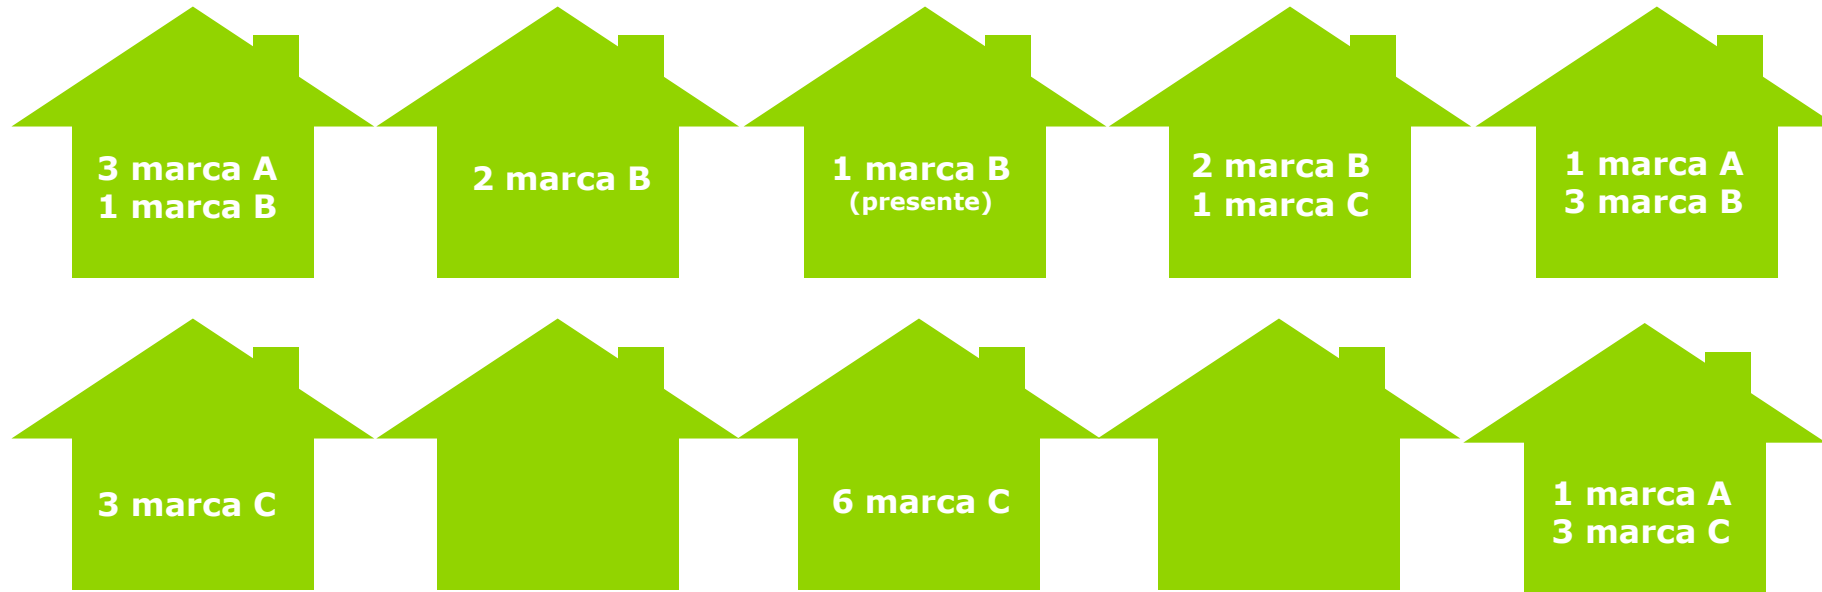 3 marca A
1 marca B
2 marca B
1 marca B
(presente)
2 marca B
1 marca C
1 marca A
3 marca B
3 marca C
6 marca C
1 marca A
3 marca C